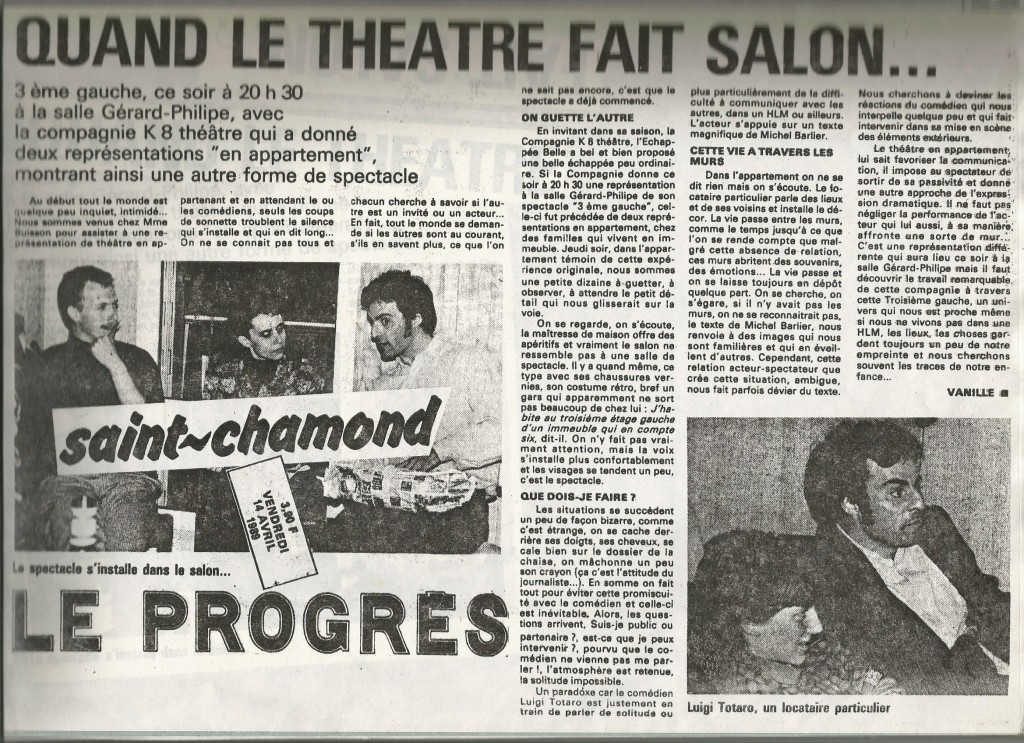 QUAND LE THEATRE FAIT SALON...
3 ème gauche, ce soir à 20 h 30
à la salle Gérard-Philipe, avec
la compagnie K 8 théâtre qui a donné
deux représentations "en appartement",
montrant ainsi une autre forme de spectacle
Au début tout le monde est
quelque peu inquiet, intimidé...
Nous sommes venus chez Mme
Buisson pour assister à une re-
présentation de théâtre en ap-
partenant et en attendant le ou
les comédiens, seuls les coups
de sonnette troublent le silence
qui s'installe et qui en dit long...
On ne se connait pas tous et
chacun cherche à savoir si l'au-
tre est un invité ou un acteur...
En fait, tout le monde se deman-
de si les autres sont au courant,
s'ils en savent plus, ce que l'on
ne sait pas encore, c'est que le
spectacle a déjà commencé.
ON GUETTE L'AUTRE
En invitant dans sa saison, la
Compagnie K 8 théâtre, l'Echap-
pée Belle a bel et bien proposé
une belle échappée peu ordinai-
re. Si la Compagnie donne ce
soir à 20 h 30 une représentation
à la salle Gérard-Philipe de son
spectacle "3 ème gauche", cel-
le-ci fut précédée de deux repré-
sentations en appartement, chez
des familles qui vivent en im-
meuble. Jeudi soir, dans l'appar-
tement témoin de cette expé-
rience originale, nous sommes
une petite dizaine à guetter, à
observer, à attendre le petit dé-
tail qui nous glisserait sur la
voie.
On se regarde, on s'écoute,
la maîtresse de maison offre des
apéritifs et vraiment le salon ne
ressemble pas à une salle de
spectacle. Il y a quand même, ce
type avec ses chaussures ver-
nies, son costume rétro, bref un
gars qui apparemment ne sort
pas beaucoup de chez lui : J'ha-
bite au troisième étage gauche
d'un immeuble qui en compte
six, dit-il. On n'y fait pas vrai-
ment attention, mais la voix
s'installe plus confortablement
et les visages se tendent un peu,
c'est le spectacle.
QUE DOIS-JE FAIRE ?
Les situations se succèdent
un peu de façon bizarre, comme
c'est étrange, on se cache der-
rière ses doigts, ses cheveux, se
cale bien sur le dossier de la
chaise, on mâchonne un peu
son crayon (ça c'est l'attitude du
journaliste...). En somme on fait
tout pour éviter cette promiscui-
té avec le comédien et celle-ci
est inévitable. Alors, les ques-
tions arrivent, Suis-je public ou
partenaire ?, est-ce que je peux
intervenir ?, pourvu que le co-
médien ne vienne pas me par-
ler !, l'atmosphère est retenue,
la solitude impossible.
Un paradoxe car le comédien
Luigi Totaro est justement en
train de parler de solitude ou
plus particulièrement de la diffi-
culté à communiquer avec les
autres, dans un HLM ou ailleurs.
L'acteur s'appuie sur un texte
magnifique de Michel Barlier.
CETTE VIE A TRAVERS LES
MURS
Dans l'appartement on ne se
dit rien mais on s'écoute. Le lo-
cataire particulier parle des lieux
et de ses voisins et installe le dé-
cor. La vie passe entre les murs,
comme le temps jusqu'à ce que
l'on se rende compte que mal-
gré cette absence de relation,
ces murs abritent des souvenirs,
des émotions... La vie passe et
on se laisse toujours en dépôt
quelque part. On se cherche, on
s'égare, si il n'y avait pas les
murs, on ne se reconnaitrait pas,
le texte de Michel Barlier, nous
renvoie à des images qui nous
sont familières et qui en éveil-
lent d'autres. Cependant, cette
relation acteur-spectateur que
crée cette situation, ambigue,
nous fait parfois dévier du texte.
Nous cherchons à deviner les
réactions du comédien qui nous
interpelle quelque peu et qui fait
intervenir dans sa mise en scène
des éléments extérieurs.
Le théâtre en appartement,
lui sait favoriser la communica-
tion, il impose au spectateur de
sortir de sa passivité et donne
une autre approche de l'expres-
sion dramatique. Il ne faut pas
négliger la performance de l'ac-
teur qui lui aussi, à sa manière
affronte une sorte de mur...
C'est une représentation diffé-
rente qui aura lieu ce soir à la
salle Gérard-Philipe mais il faut
découvrir le travail remarquable
de cette compagnie à travers
cette Troisième gauche, un uni-
vers qui nous est proche même
si nous ne vivons pas dans une
HLM, les lieux, les choses gar-
dent toujours un peu de notre
empreinte et nous cherchons
souvent les traces de notre en-
fance...
VANILLE
saint~chamond
3,90 F
VENDREDI
14 AVRIL
1989
Le spectacle s'installe dans le salon...
LE PROGRES
Luigi Totaro, un locataire particulier